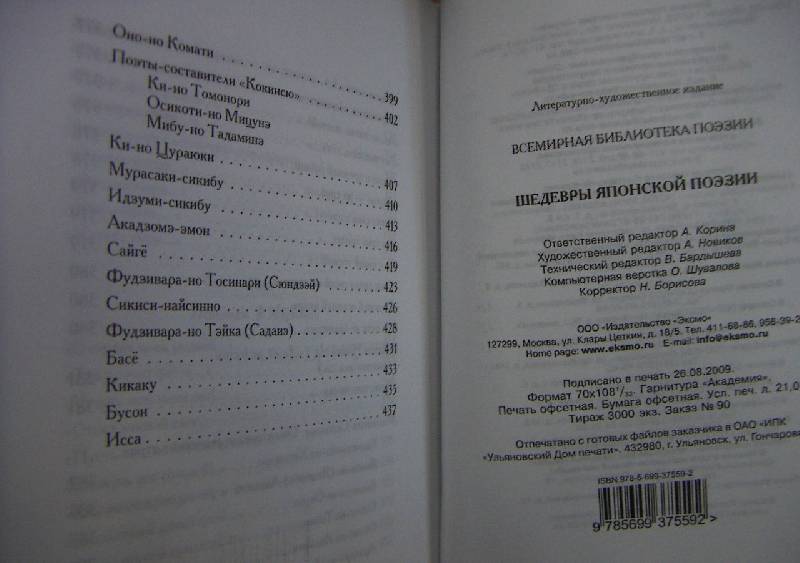 Оно-но Комати . . . . . . . . . . . . . . . . . . 399
Поэты-составители «Кокинсю» . . . . . . . . . 402
Ки-но Томонори
Осикоти-но Мицунэ
Мибу-но Тадаминэ
Ки-но Цураюки . . . . . . . . . . . . . . . . . . 407
Мурасаки-сикибу . . . . . . . . . . . . . . . . . 410
Идзуми-сикибу . . . . . . . . . . . . . . . . . . 413
Акадзомэ-эмон . . . . . . . . . . . . . . . . . . 416
Сайгё . . . . . . . . . . . . . . . . . . . . . . 419
Фудзивара-но Тосинари (Сюндзэй) . . . . . . . 423
Сикиси-найсинно . . . . . . . . . . . . . . . . . 426
Фудзивара-но Тэйка (Садаиэ) . . . . . . . . . . 428
Басё . . . . . . . . . . . . . . . . . . . . . . . 431
Кикаку . . . . . . . . . . . . . . . . . . . . . . 433
Бусон . . . . . . . . . . . . . . . . . . . . . . 435
Исса . . . . . . . . . . . . . . . . . . . . . . . 437
Литературно-художественное издание
ВСЕМИРНАЯ БИБЛИОТЕКА ПОЭЗИИ
ШЕДЕВРЫ ЯПОНСКОЙ ПОЭЗИИ
Ответственный редактор А. Корина
Художественный редактор А. Новиков
Технический редактор В. Бардышева
Компьютерная верстка О. Шувалова
Корректор Н. Борисова
ООО «Издательство «Эксмо»
127299, Москва, ул. Клары Цеткин, д. 18/5. Тел. 411-68-86, 956-39-2
Home page: www.eksmo.ru E-mail: info@eksmo.ru
Подписано в печать 26.08.2009.
Формат 70x108 1/32. Гарнитура «Академия».
Печать офсетная. Бумага офсетная. Усл. печ. л. 21,0
Тираж 3000 экз. Заказ № 90
Отпечатано с готовых файлов заказчика в ОАО «ИПК
«Ульяновский Дом печати». 432980, г. Ульяновск, ул. Гончарова
ISBN 978-5-699-37559-2
9 785699 375592 >